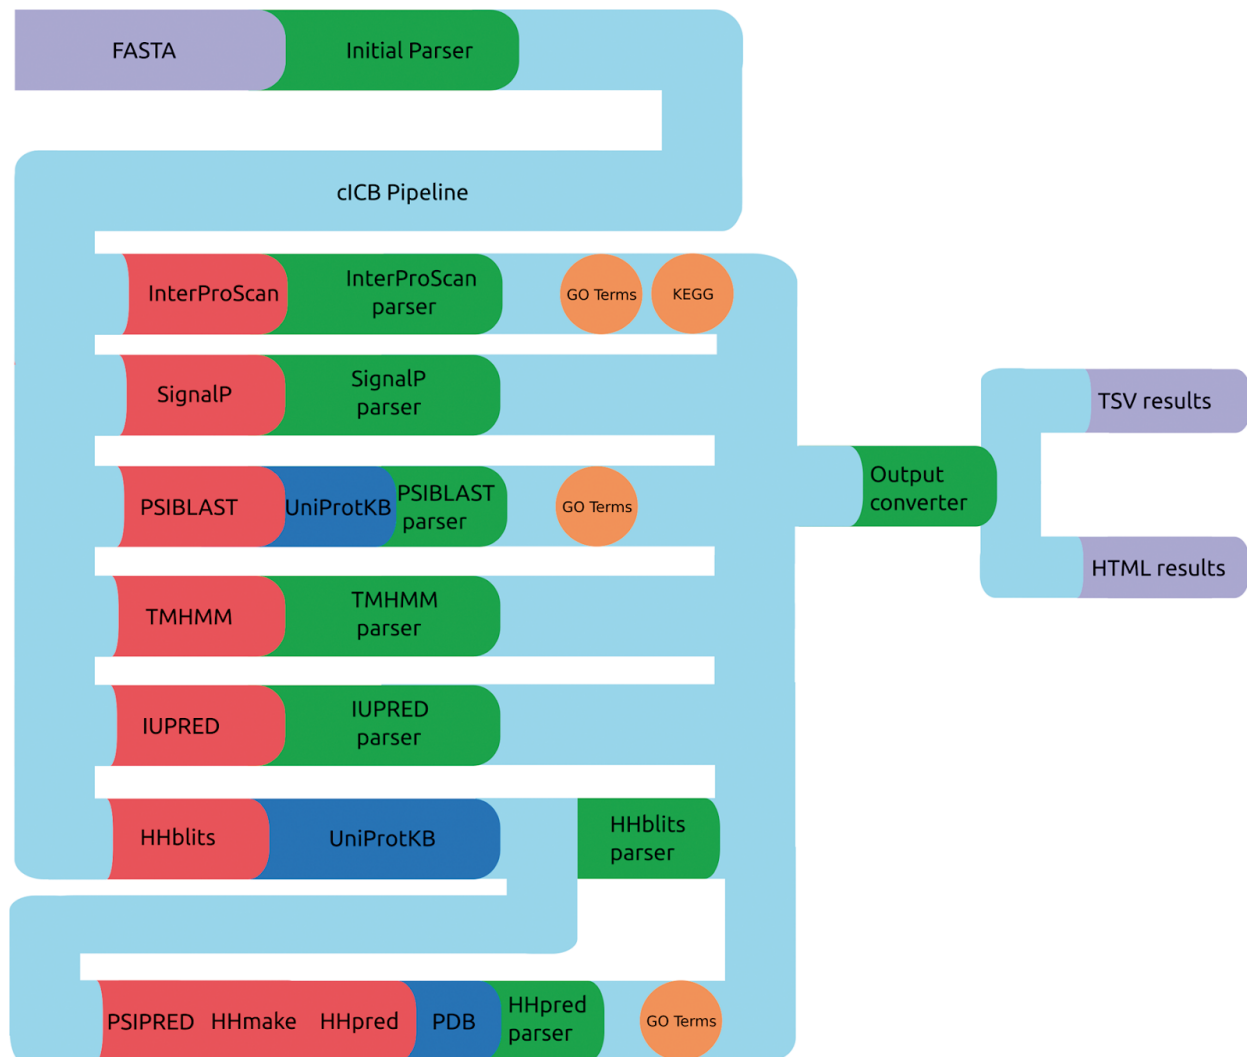 FASTA
Initial Parser
cICB Pipeline
InterProScan
InterProScan
parser
GO Terms
KEGG
SignalP
SignalP
parser
PSIBLAST
UniProtKB
PSIBLAST
parser
GO Terms
TMHMM
TMHMM
parser
IUPRED
IUPRED
parser
HHblits
UniProtKB
HHblits
parser
PSIPRED HHmake HHpred
PDB
HHpred
parser
GO Terms
Output
converter
TSV results
HTML results